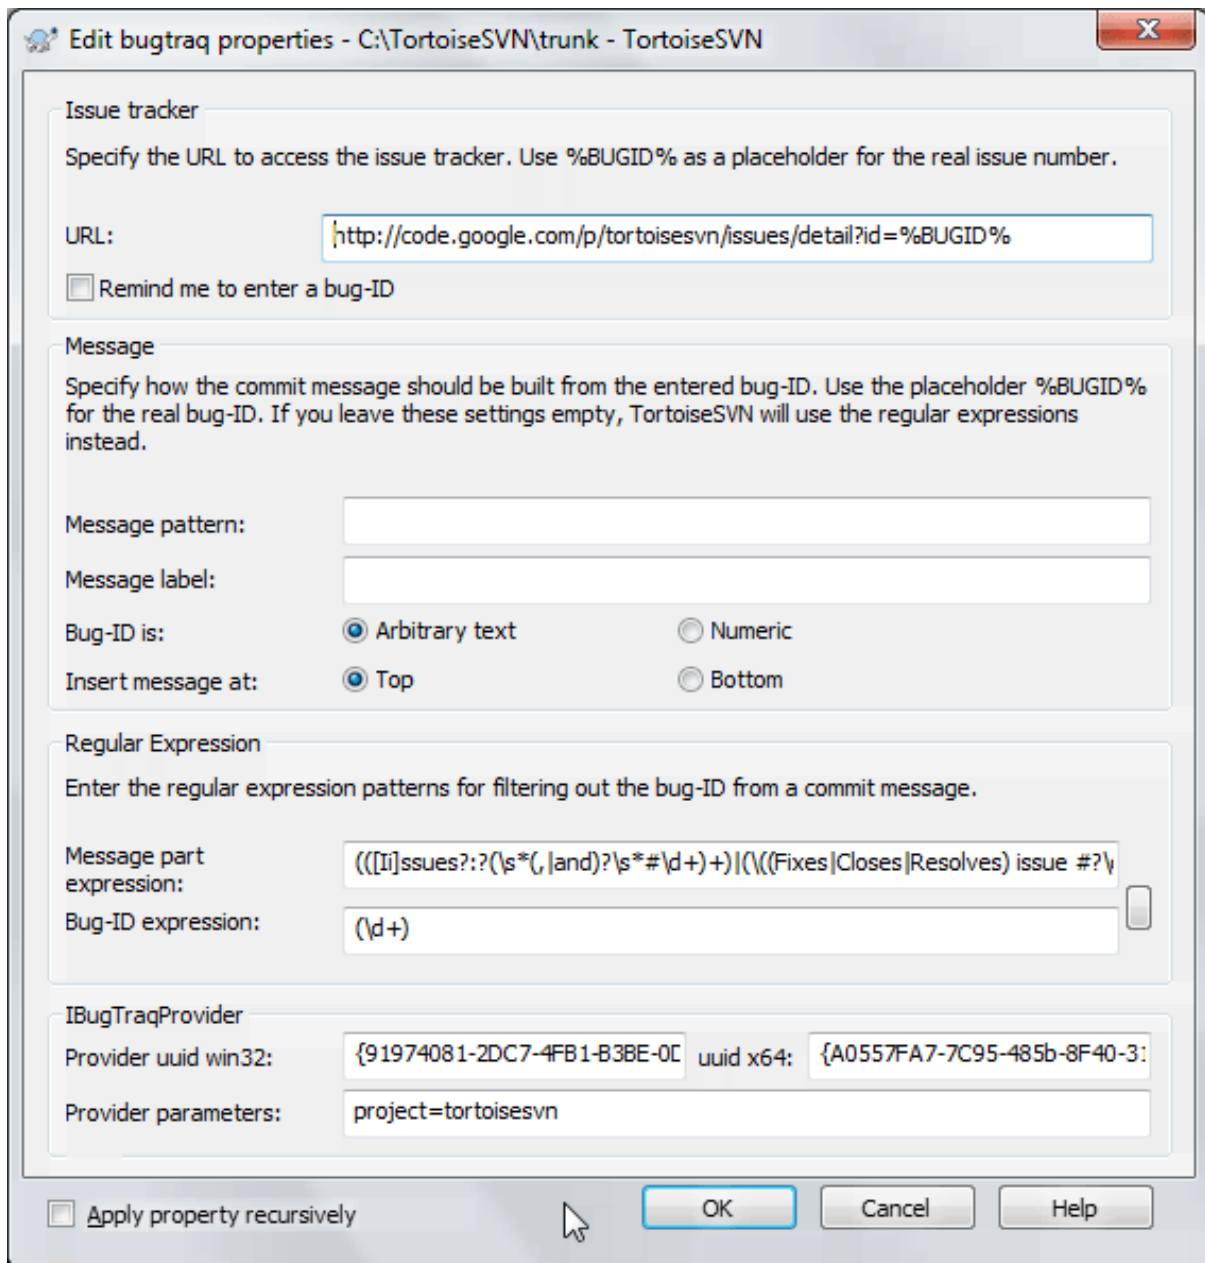 Edit bugtraq properties - C:\TortoiseSVN\trunk - TortoiseSVN
Issue tracker
Specify the URL to access the issue tracker. Use %BUGID% as a placeholder for the real issue number.
URL: http://code.google.com/p/tortoisesvn/issues/detail?id=%BUGID%
Remind me to enter a bug-ID
Message
Specify how the commit message should be built from the entered bug-ID. Use the placeholder %BUGID%
for the real bug-ID. If you leave these settings empty, TortoiseSVN will use the regular expressions
instead.
Message pattern:
Message label:
Bug-ID is: Arbitrary text Numeric
Insert message at: Top Bottom
Regular Expression
Enter the regular expression patterns for filtering out the bug-ID from a commit message.
Message part
expression: (([Ii]ssues?:?(\s*(,|and)?\s*#\d+)+)|(\((Fixes|Closes|Resolves) issue #?\
Bug-ID expression: (\d+)
IBugTraqProvider
Provider uuid win32: {91974081-2DC7-4FB1-B3BE-0D uuid x64: {A0557FA7-7C95-485b-8F40-31
Provider parameters: project=tortoisesvn
Apply property recursively OK Cancel Help